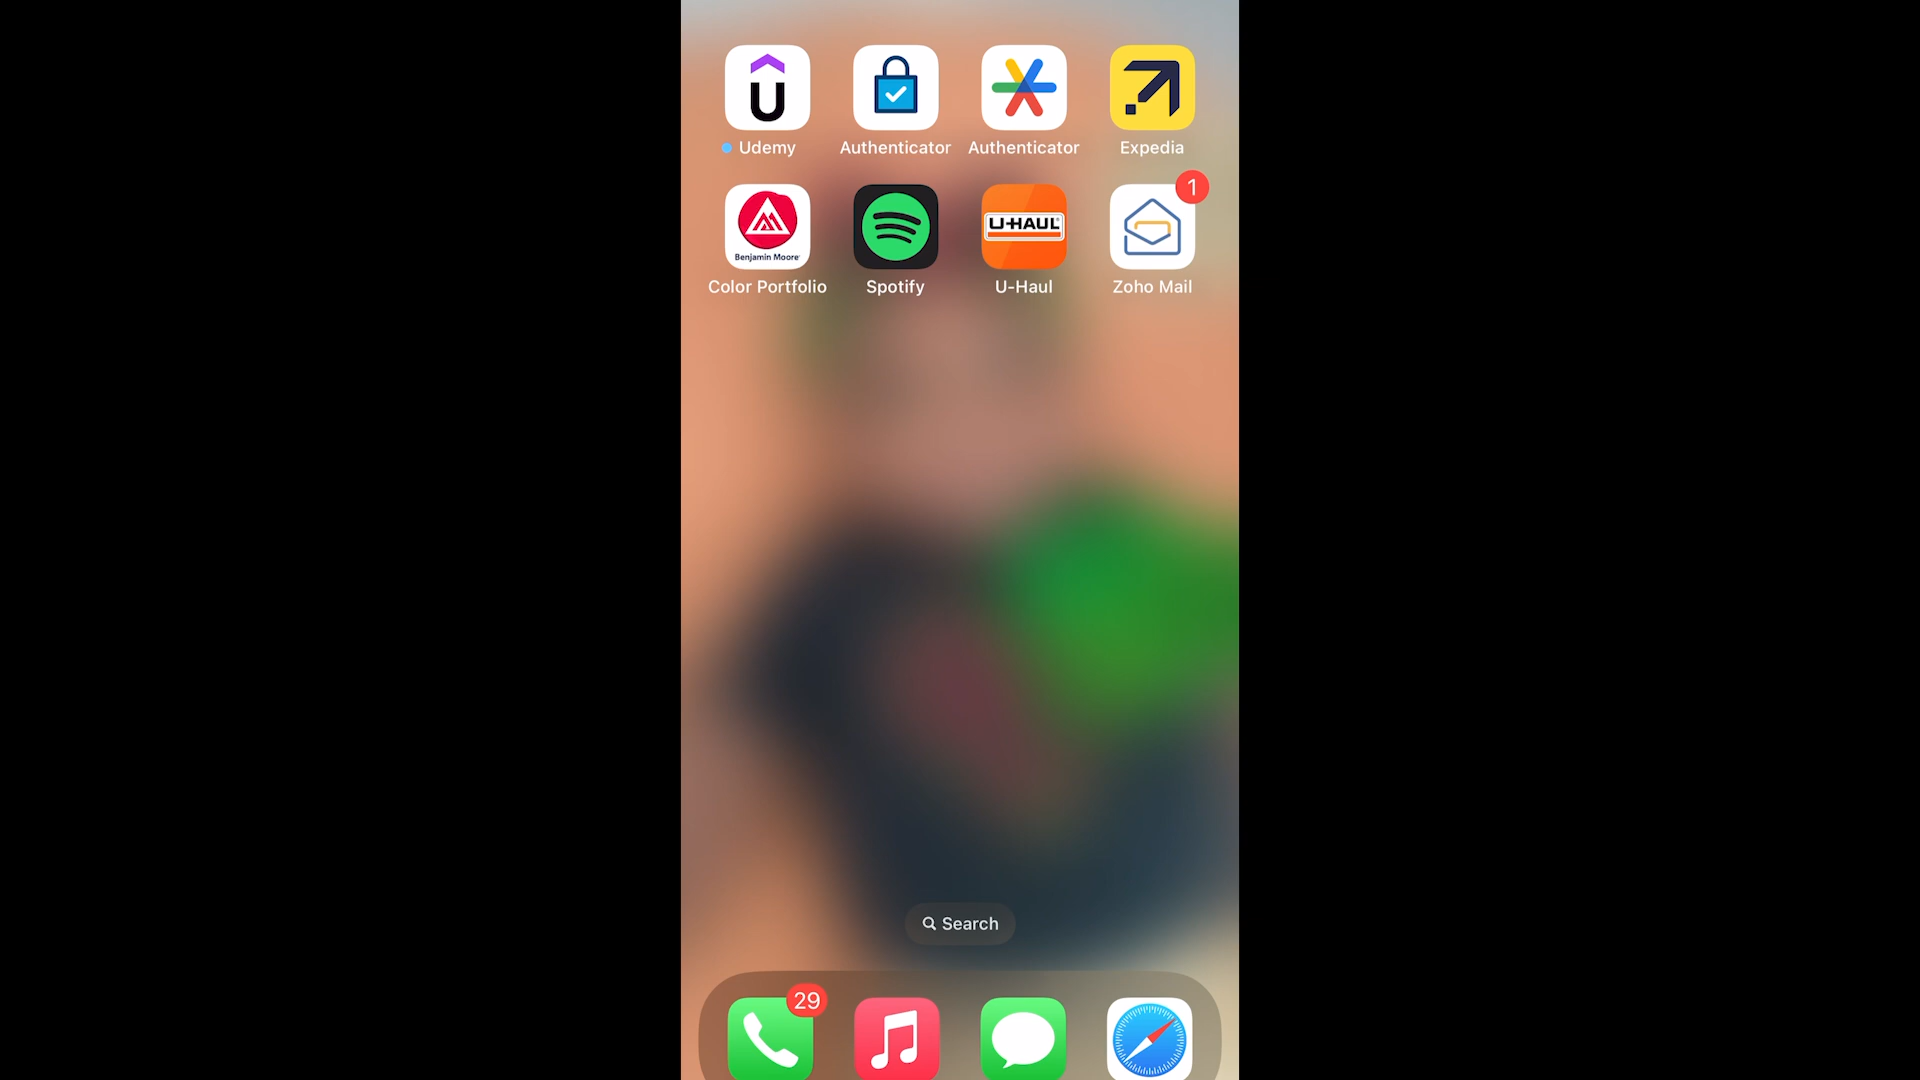 Udemy Authenticator Authenticator Expedia
1
Benjamin Moore
U-HAUL
Color Portfolio Spotify U-Haul Zoho Mail
Search
29